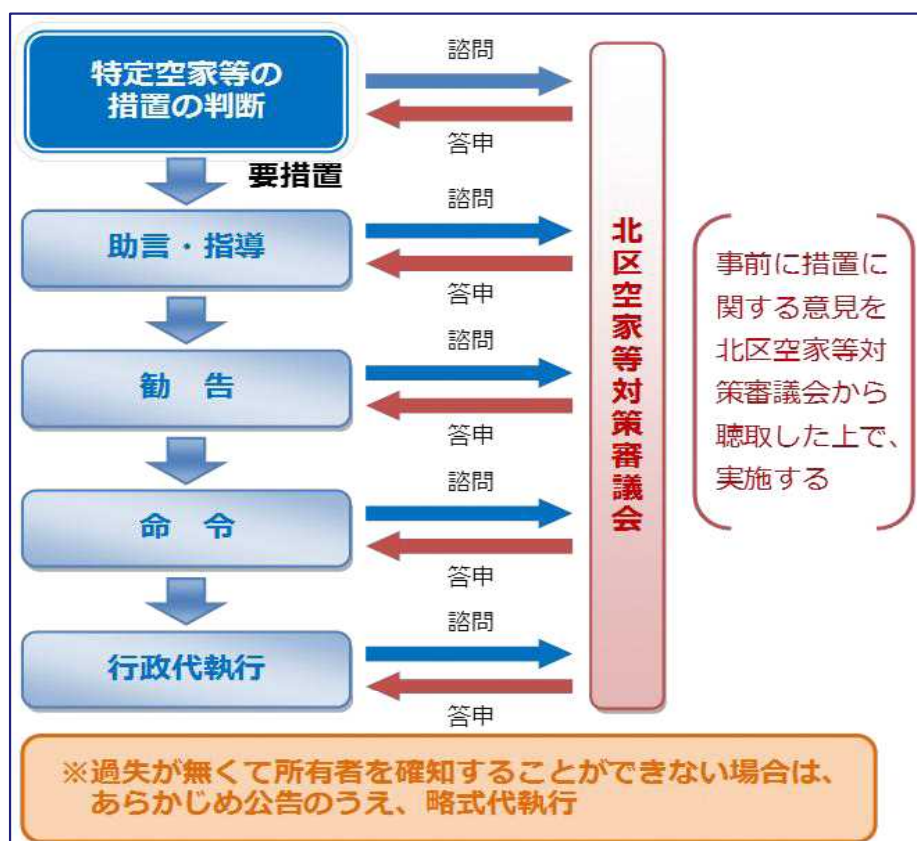 特定空家等の
措置の判断
諮問
答申
要措置
助言・指導
諮問
答申
勧　告
諮問
答申
命　令
諮問
答申
行政代執行
諮問
答申
北区空家等対策審議会
事前に措置に
関する意見を
北区空家等対
策審議会から
聴取した上で、
実施する
※過失が無くて所有者を確知することができない場合は、
あらかじめ公告のうえ、略式代執行